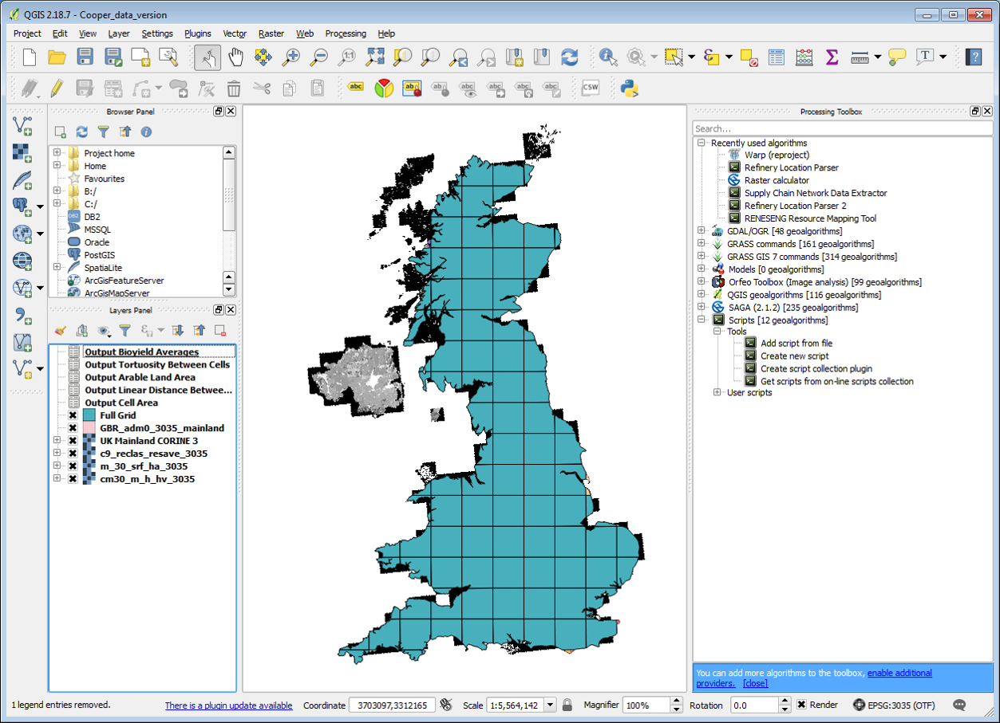 QGIS 2.18.7 - Cooper_data_version
Project Edit View Layer Settings Plugins Vector Raster Web Processing Help
1:1
abc abc ab ab abc abc abc abc CSW
Browser Panel
Project home
Home
Favourites
B:/
C:/
DB2 DB2
MSSQL
Oracle
PostGIS
SpatiaLite
ArcGisFeatureServer
ArcGisMapServer
Layers Panel
Output Bioyield Averages
Output Tortuosity Between Cells
Output Arable Land Area
Output Linear Distance Betwee...
Output Cell Area
Full Grid
GBR_adm0_3035_mainland
UK Mainland CORINE 3
c9_reclas_resave_3035
m_30_srf_ha_3035
cm30_m_h_hv_3035
Processing Toolbox
Search...
Recently used algorithms
Warp (reproject)
Refinery Location Parser
Raster calculator
Supply Chain Network Data Extractor
Refinery Location Parser 2
RENESENG Resource Mapping Tool
GDAL/OGR [48 geoalgorithms]
GRASS commands [161 geoalgorithms]
GRASS GIS 7 commands [314 geoalgorithms]
Models [0 geoalgorithms]
Orfeo Toolbox (Image analysis) [99 geoalgorithms]
QGIS geoalgorithms [116 geoalgorithms]
SAGA (2.1.2) [235 geoalgorithms]
Scripts [12 geoalgorithms]
Tools
Add script from file
Create new script
Create script collection plugin
Get scripts from on-line scripts collection
User scripts
You can add more algorithms to the toolbox, enable additional
providers. [close]
1 legend entries removed. There is a plugin update available Coordinate 3703097,3312165 Scale 1:5,564,142 Magnifier 100% Rotation 0.0 Render EPSG:3035 (OTF)